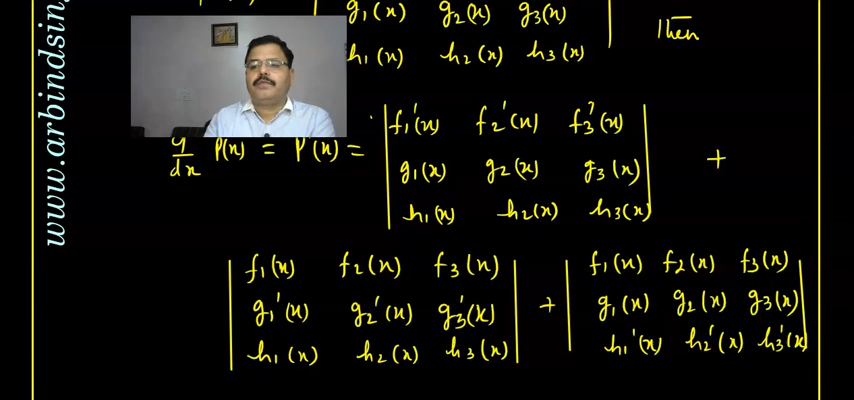 www.arbindsing
g₁(x) g₂(x) g₃(x)
h₁(x) h₂(x) h₃(x)
Then
d/dx P(x) = P'(x) = | f₁'(x) f₂'(x) f₃'(x) | +
| g₁(x) g₂(x) g₃(x) |
| h₁(x) h₂(x) h₃(x) |
| f₁(x) f₂(x) f₃(x) | + | f₁(x) f₂(x) f₃(x) |
| g₁'(x) g₂'(x) g₃'(x) | | g₁(x) g₂(x) g₃(x) |
| h₁(x) h₂(x) h₃(x) | | h₁'(x) h₂'(x) h₃'(x) |